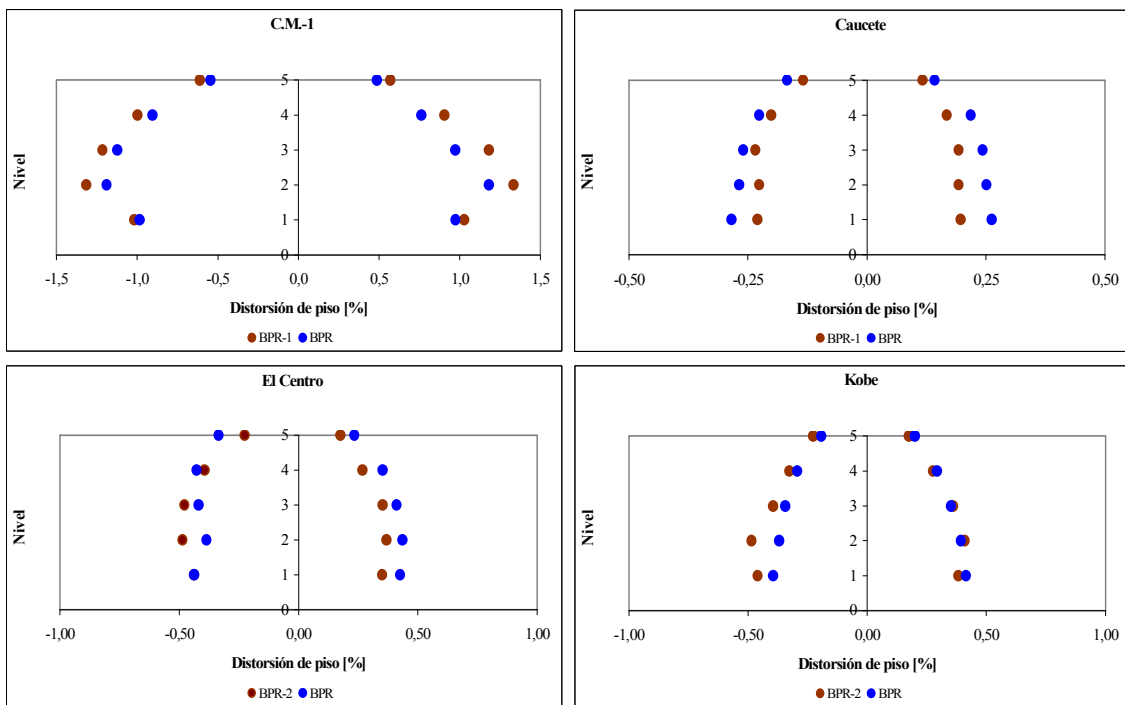 C.M.-1
5
4
3
2
1
0
Nivel
-1,5 -1,0 -0,5 0,0 0,5 1,0 1,5
Distorsión de piso [%]
BPR-1 BPR
Caucete
5
4
3
2
1
0
Nivel
-0,50 -0,25 0,00 0,25 0,50
Distorsión de piso [%]
BPR-1 BPR
El Centro
5
4
3
2
1
0
Nivel
-1,00 -0,50 0,00 0,50 1,00
Distorsión de piso [%]
BPR-2 BPR
Kobe
5
4
3
2
1
0
Nivel
-1,00 -0,50 0,00 0,50 1,00
Distorsión de piso [%]
BPR-2 BPR